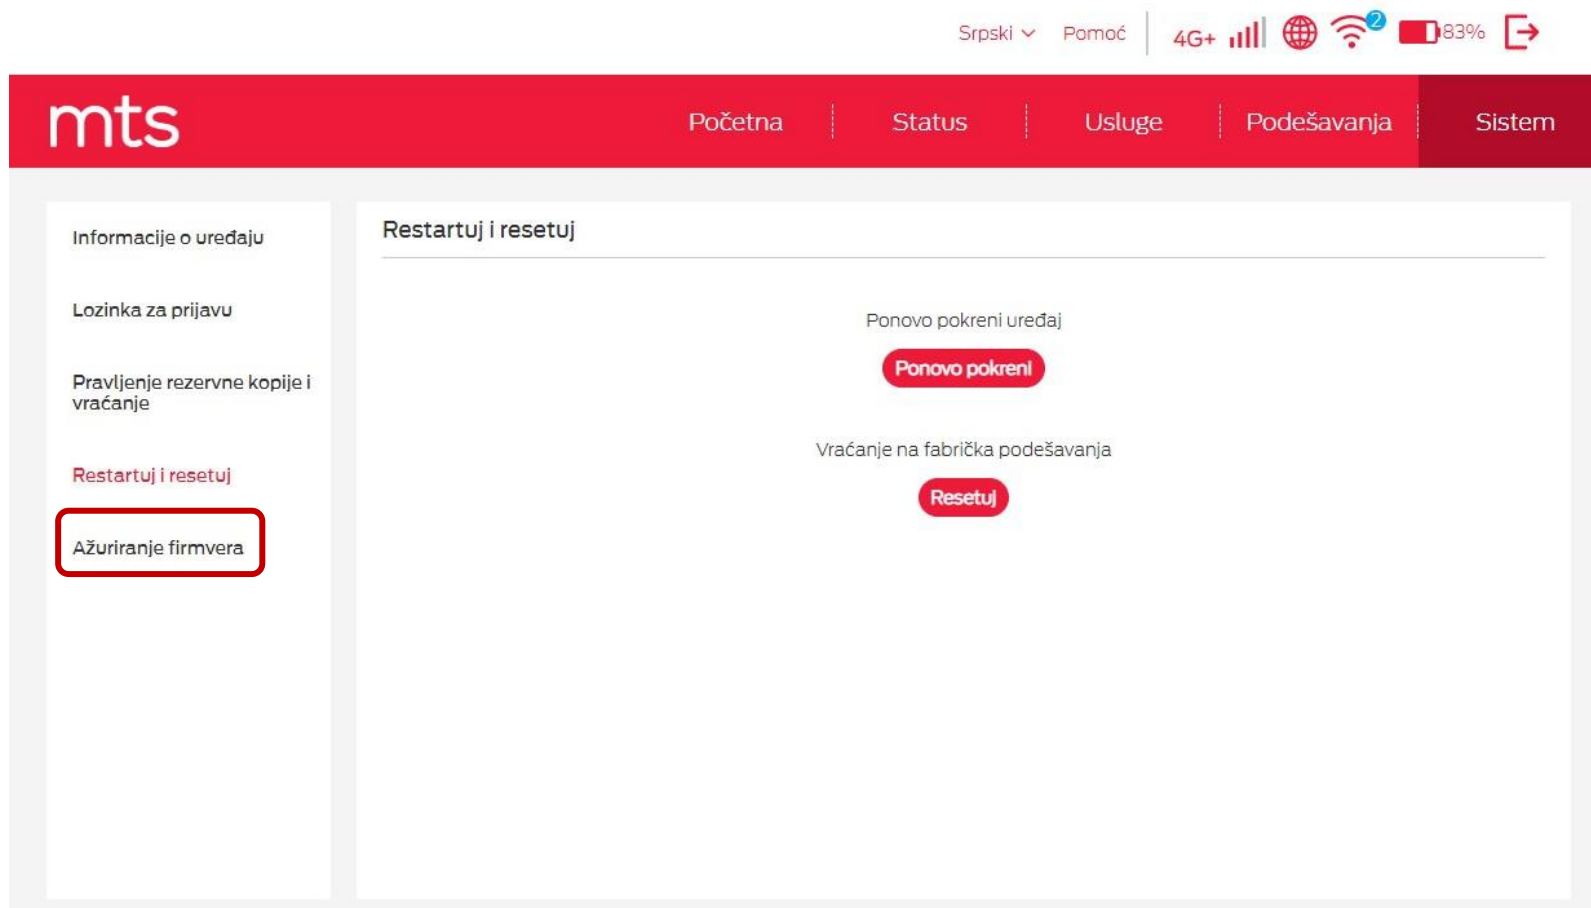 Srpski Pomoć 4G+ 2 83%
mts Početna Status Usluge Podešavanja Sistem
Informacije o uređaju
Lozinka za prijavu
Pravljenje rezervne kopije i
vraćanje
Restartuj i resetuj
Ažuriranje firmvera
Restartuj i resetuj
Ponovo pokreni uređaj
Ponovo pokreni
Vraćanje na fabrička podešavanja
Resetuj